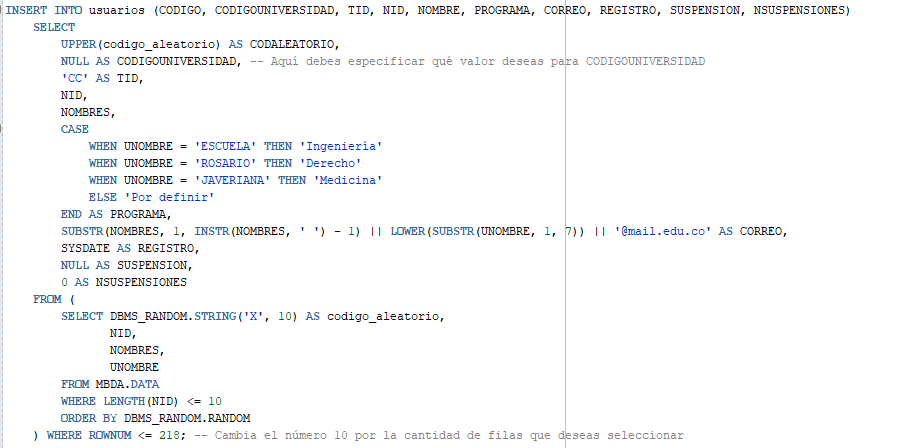 INSERT INTO usuarios (CODIGO, CODIGOUNIVERSIDAD, TID, NID, NOMBRE, PROGRAMA, CORREO, REGISTRO, SUSPENSION, NSUSPENSIONES)
SELECT
UPPER(codigo_aleatorio) AS CODALEATORIO,
NULL AS CODIGOUNIVERSIDAD, -- Aquí debes especificar qué valor deseas para CODIGOUNIVERSIDAD
'CC' AS TID,
NID,
NOMBRES,
CASE
WHEN UNOMBRE = 'ESCUELA' THEN 'Ingeniería'
WHEN UNOMBRE = 'ROSARIO' THEN 'Derecho'
WHEN UNOMBRE = 'JAVERIANA' THEN 'Medicina'
ELSE 'Por definir'
END AS PROGRAMA,
SUBSTR(NOMBRES, 1, INSTR(NOMBRES, ' ') - 1) || LOWER(SUBSTR(UNOMBRE, 1, 7)) || '@mail.edu.co' AS CORREO,
SYSDATE AS REGISTRO,
NULL AS SUSPENSION,
0 AS NSUSPENSIONES
FROM (
SELECT DBMS_RANDOM.STRING('X', 10) AS codigo_aleatorio,
NID,
NOMBRES,
UNOMBRE
FROM MBDA.DATA
WHERE LENGTH(NID) <= 10
ORDER BY DBMS_RANDOM.RANDOM
) WHERE ROWNUM <= 218; -- Cambia el número 10 por la cantidad de filas que deseas seleccionar